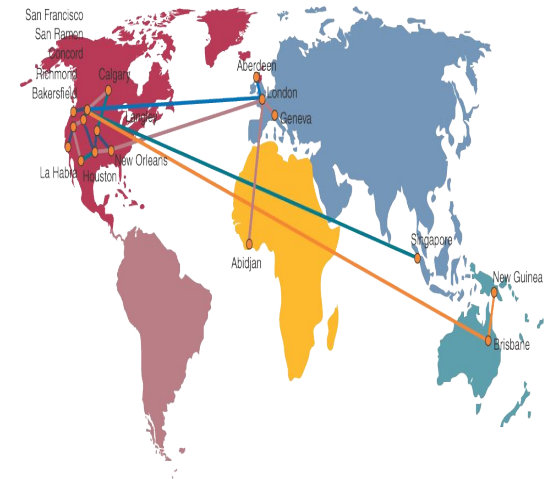 San Francisco
San Ramon
Concord
Richmond
Calgary
Bakersfield
Langley
La Habra
Houston
New Orleans
Aberdeen
London
Geneva
Abidjan
Singapore
New Guinea
Brisbane